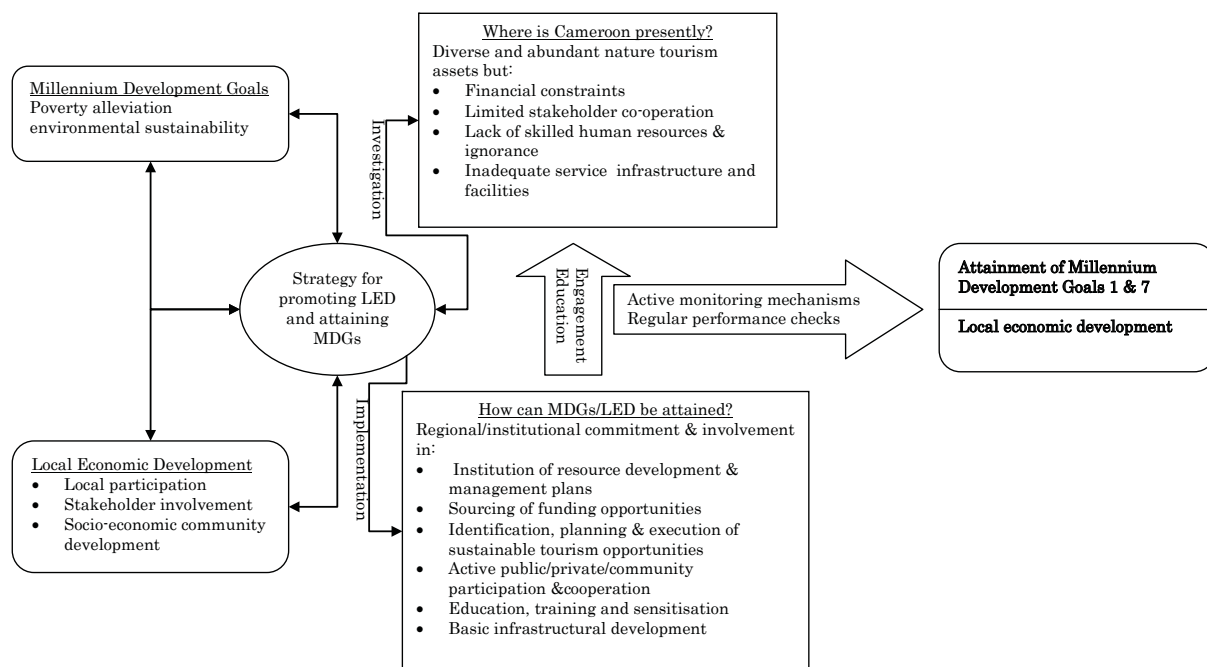 Millennium Development Goals
Poverty alleviation
environmental sustainability
Where is Cameroon presently?
Diverse and abundant nature tourism
assets but:
• Financial constraints
• Limited stakeholder co-operation
• Lack of skilled human resources &
ignorance
• Inadequate service infrastructure and
facilities
Investigation
Strategy for
promoting LED
and attaining
MDGs
Engagement
Education
Active monitoring mechanisms
Regular performance checks
Attainment of Millennium
Development Goals 1 & 7
Local economic development
Implementation
Local Economic Development
• Local participation
• Stakeholder involvement
• Socio-economic community
development
How can MDGs/LED be attained?
Regional/institutional commitment & involvement
in:
• Institution of resource development &
management plans
• Sourcing of funding opportunities
• Identification, planning & execution of
sustainable tourism opportunities
• Active public/private/community
participation &cooperation
• Education, training and sensitisation
• Basic infrastructural development